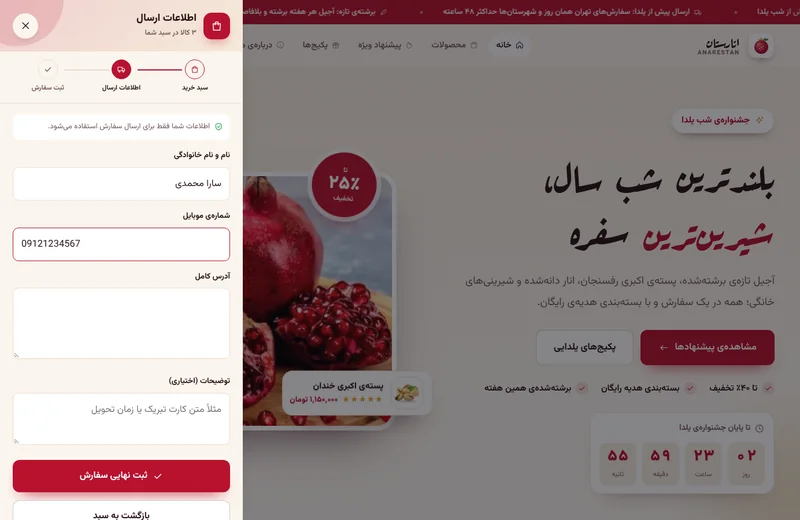 ارسال پیش از یلدا: سفارش‌های تهران همان روز و شهرستان‌ها حداکثر ۴۸ ساعته
برشته‌ی تازه: آجیل هر هفته برشته و بلافاصله
انارستان
ANARESTAN
خانه
محصولات
پیشنهاد ویژه
پکیج‌ها
درباره‌ی
جشنواره‌ی شب یلدا
بلندترین شب سال،
شیرین‌ترین سفره
آجیل تازه‌ی برشته‌شده، پسته‌ی اکبری رفسنجان، انار دانه‌شده و شیرینی‌های
خانگی؛ همه در یک سفارش و با بسته‌بندی هدیه‌ی رایگان.
مشاهده‌ی پیشنهادها
پکیج‌های یلدایی
تا ۴۰٪ تخفیف
بسته‌بندی هدیه رایگان
برشته‌شده‌ی همین هفته
تا پایان جشنواره‌ی یلدا
۰۲
روز
۲۳
ساعت
۵۹
دقیقه
۵۵
ثانیه
تا
۲۵٪
تخفیف
پسته‌ی اکبری خندان
۱,۱۵۰,۰۰۰ تومان
اطلاعات ارسال
۳ کالا در سبد شما
سبد خرید
اطلاعات ارسال
ثبت سفارش
اطلاعات شما فقط برای ارسال سفارش استفاده می‌شود.
نام و نام خانوادگی
سارا محمدی
شماره‌ی موبایل
09121234567
آدرس کامل
توضیحات (اختیاری)
مثلاً متن کارت تبریک یا زمان تحویل
ثبت نهایی سفارش
بازگشت به سبد